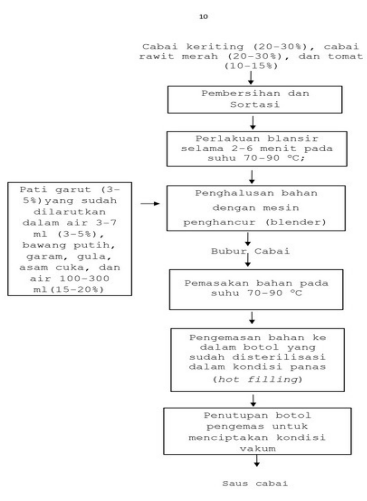 10
Cabai keriting (20-30%), cabai
rawit merah (20-30%), dan tomat
(10-15%)
Pembersihan dan
Sortasi
Perlakuan blansir
selama 2-6 menit pada
suhu 70-90 °C;
Pati garut (3-
5%)yang sudah
dilarutkan
dalam air 3-7
ml (3-5%),
bawang putih,
garam, gula,
asam cuka, dan
air 100-300
ml(15-20%)
Penghalusan bahan
dengan mesin
penghancur (blender)
Bubur Cabai
Pemasakan bahan pada
suhu 70-90 °C
Pengemasan bahan ke
dalam botol yang
sudah disterilisasi
dalam kondisi panas
(hot filling)
Penutupan botol
pengemas untuk
menciptakan kondisi
vakum
Saus cabai